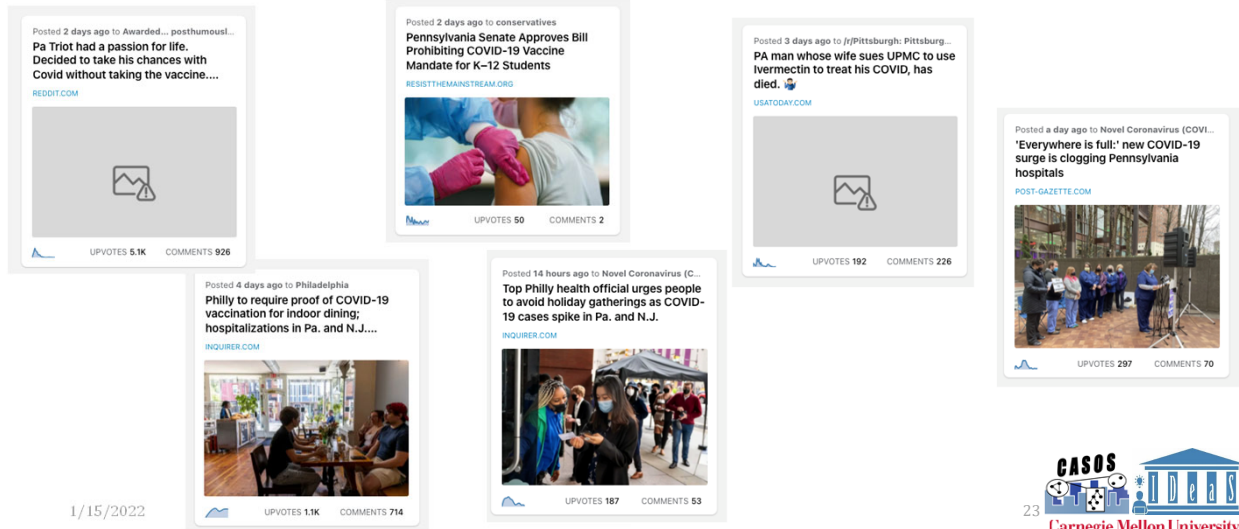 Posted 2 days ago to Awarded... posthumousl...
Pa Triot had a passion for life.
Decided to take his chances with
Covid without taking the vaccine....
REDDIT.COM
UPVOTES 5.1K COMMENTS 926
Posted 2 days ago to conservatives
Pennsylvania Senate Approves Bill
Prohibiting COVID-19 Vaccine
Mandate for K–12 Students
RESISTTHEMAINSTREAM.ORG
UPVOTES 50 COMMENTS 2
Posted 3 days ago to /r/Pittsburgh: Pittsburg...
PA man whose wife sues UPMC to use
Ivermectin to treat his COVID, has
died. 🤷‍♂️
USATODAY.COM
UPVOTES 192 COMMENTS 226
Posted a day ago to Novel Coronavirus (COVI...
'Everywhere is full:' new COVID-19
surge is clogging Pennsylvania
hospitals
POST-GAZETTE.COM
UPVOTES 297 COMMENTS 70
Posted 4 days ago to Philadelphia
Philly to require proof of COVID-19
vaccination for indoor dining;
hospitalizations in Pa. and N.J....
INQUIRER.COM
UPVOTES 1.1K COMMENTS 714
Posted 14 hours ago to Novel Coronavirus (C...
Top Philly health official urges people
to avoid holiday gatherings as COVID-
19 cases spike in Pa. and N.J.
INQUIRER.COM
UPVOTES 187 COMMENTS 53
1/15/2022
23
CASOS
IDeaS
Carnegie Mellon University